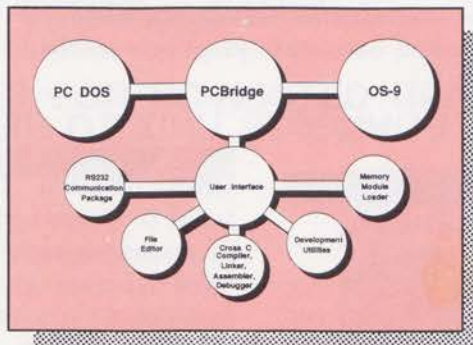 PC DOS
PCBridge
OS-9
RS232
Communication
Package
User Interface
Memory
Module
Loader
File
Editor
Cross C
Compiler,
Linker,
Assembler,
Debugger
Development
Utilities